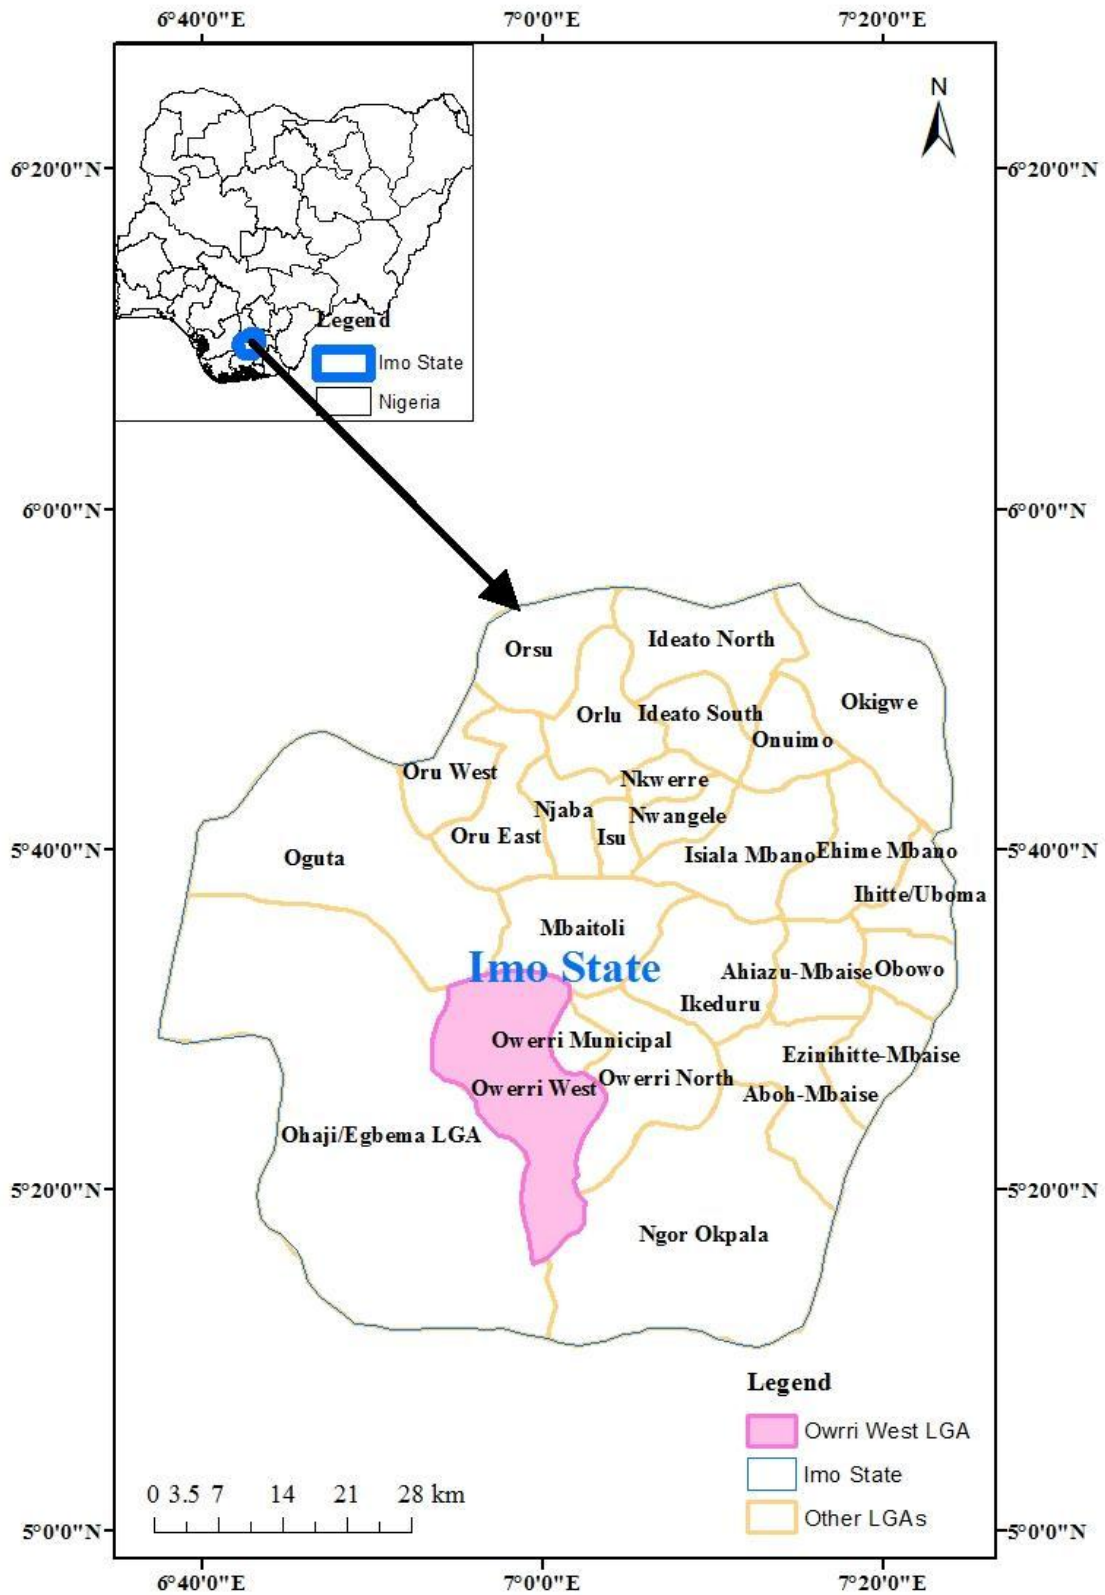 6°40'0"E 7°0'0"E 7°20'0"E
N
6°20'0"N 6°20'0"N
Legend
Imo State
Nigeria
6°0'0"N 6°0'0"N
Orsu
Ideato North
Okigwe
Orlu
Ideato South
Onuimo
Oru West
Nkwerre
Njaba
Nwangele
Oru East
Isu
5°40'0"N 5°40'0"N
Oguta
Isiala Mbano
Ehime Mbano
Ihitte/Uboma
Mbaitoli
Imo State
Ahiazu-Mbaise
Obowo
Ikeduru
Owerri Municipal
Ezinihitte-Mbaise
Owerri North
Owerri West
Aboh-Mbaise
Ohaji/Egbema LGA
5°20'0"N 5°20'0"N
Ngor Okpala
Legend
Owrri West LGA
Imo State
Other LGAs
0 3.5 7 14 21 28 km
5°0'0"N 5°0'0"N
6°40'0"E 7°0'0"E 7°20'0"E